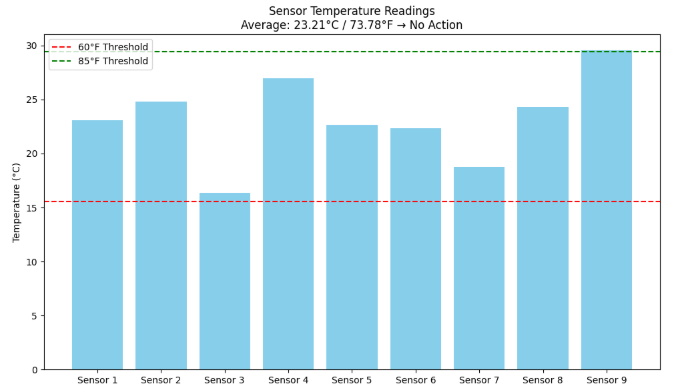 Sensor Temperature Readings
Average: 23.21°C / 73.78°F → No Action
60°F Threshold
85°F Threshold
Temperature (°C)
30
25
20
15
10
5
0
Sensor 1 Sensor 2 Sensor 3 Sensor 4 Sensor 5 Sensor 6 Sensor 7 Sensor 8 Sensor 9